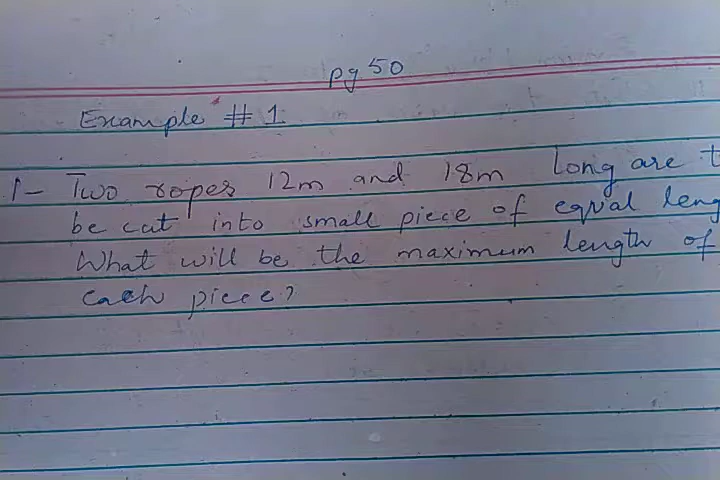 pg 50
Example # 1
1- Two ropes 12m and 18m Long are t
be cut into small piece of equal leng
What will be the maximum length of
each piece?